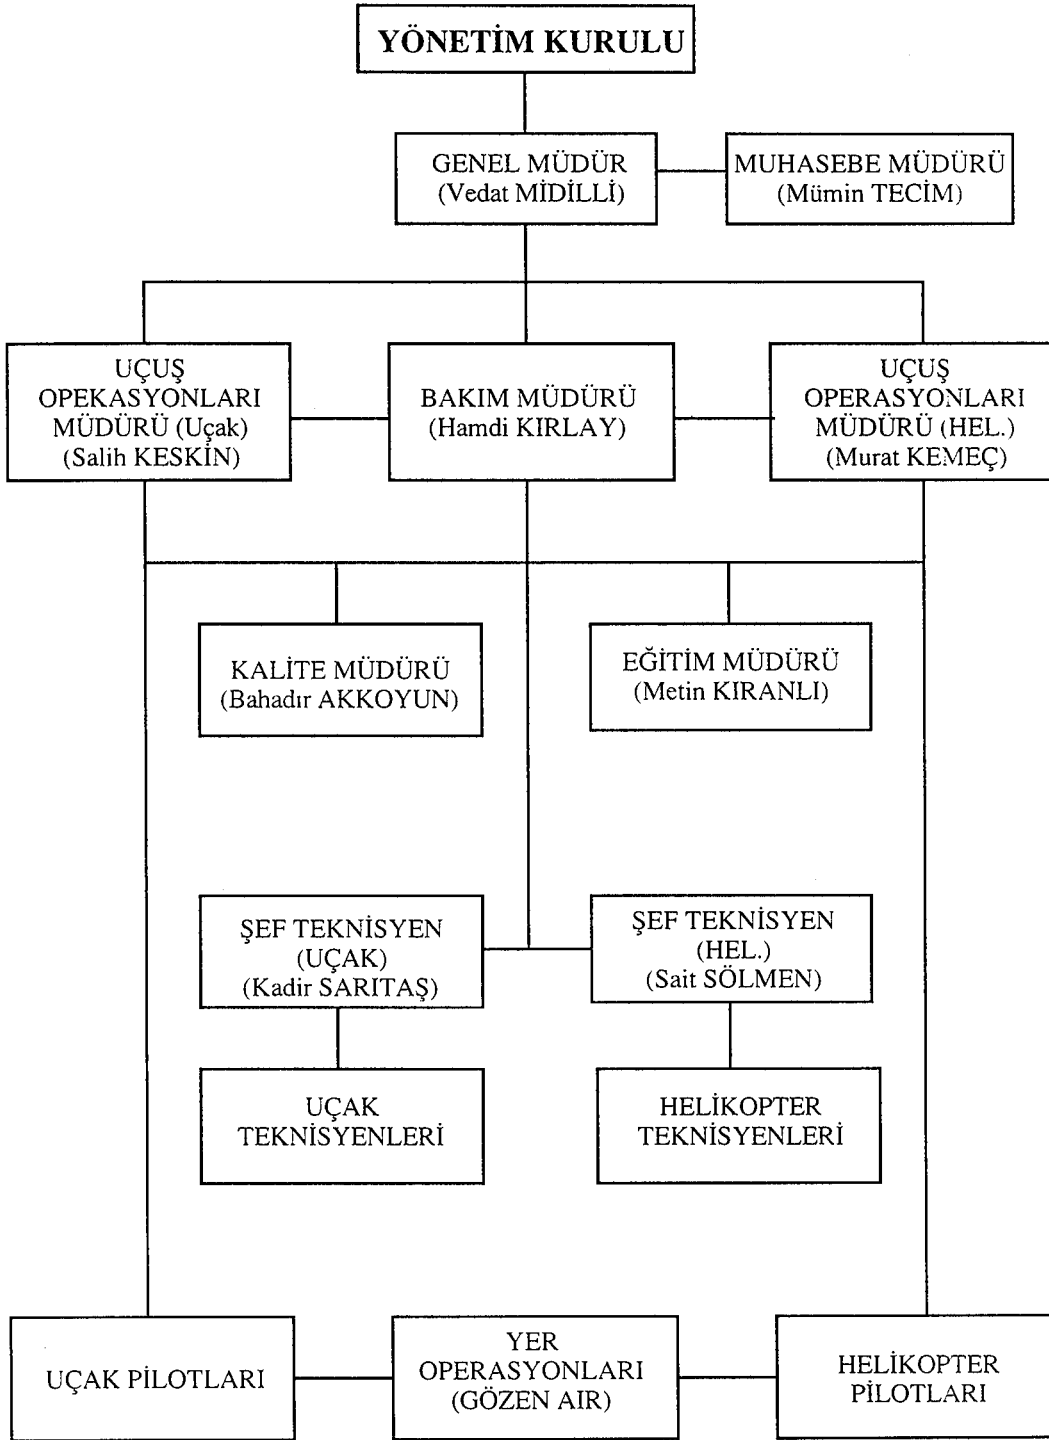 YÖNETİM KURULU
GENEL MÜDÜR
(Vedat MİDİLLİ)
MUHASEBE MÜDÜRÜ
(Mümin TECİM)
UÇUŞ
OPEKASYONLARI
MÜDÜRÜ (Uçak)
(Salih KESKİN)
BAKIM MÜDÜRÜ
(Hamdi KIRLAY)
UÇUŞ
OPERASYONLARI
MÜDÜRÜ (HEL.)
(Murat KEMEÇ)
KALİTE MÜDÜRÜ
(Bahadır AKKOYUN)
EĞİTİM MÜDÜRÜ
(Metin KIRANLI)
ŞEF TEKNİSYEN
(UÇAK)
(Kadir SARITAŞ)
ŞEF TEKNİSYEN
(HEL.)
(Sait SÖLMEN)
UÇAK
TEKNİSYENLERİ
HELİKOPTER
TEKNİSYENLERİ
UÇAK PİLOTLARI
YER
OPERASYONLARI
(GÖZEN AIR)
HELİKOPTER
PİLOTLARI